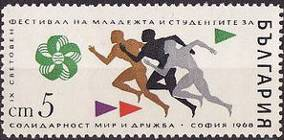 IX СВЕТОВЕН
ФЕСТИВАЛ НА МЛАДЕЖТА И СТУДЕНТИТЕ ЗА
СОЛИДАРНОСТ МИР И ДРУЖБА · СОФИЯ 1968
БЪЛГАРИЯ
ст 5